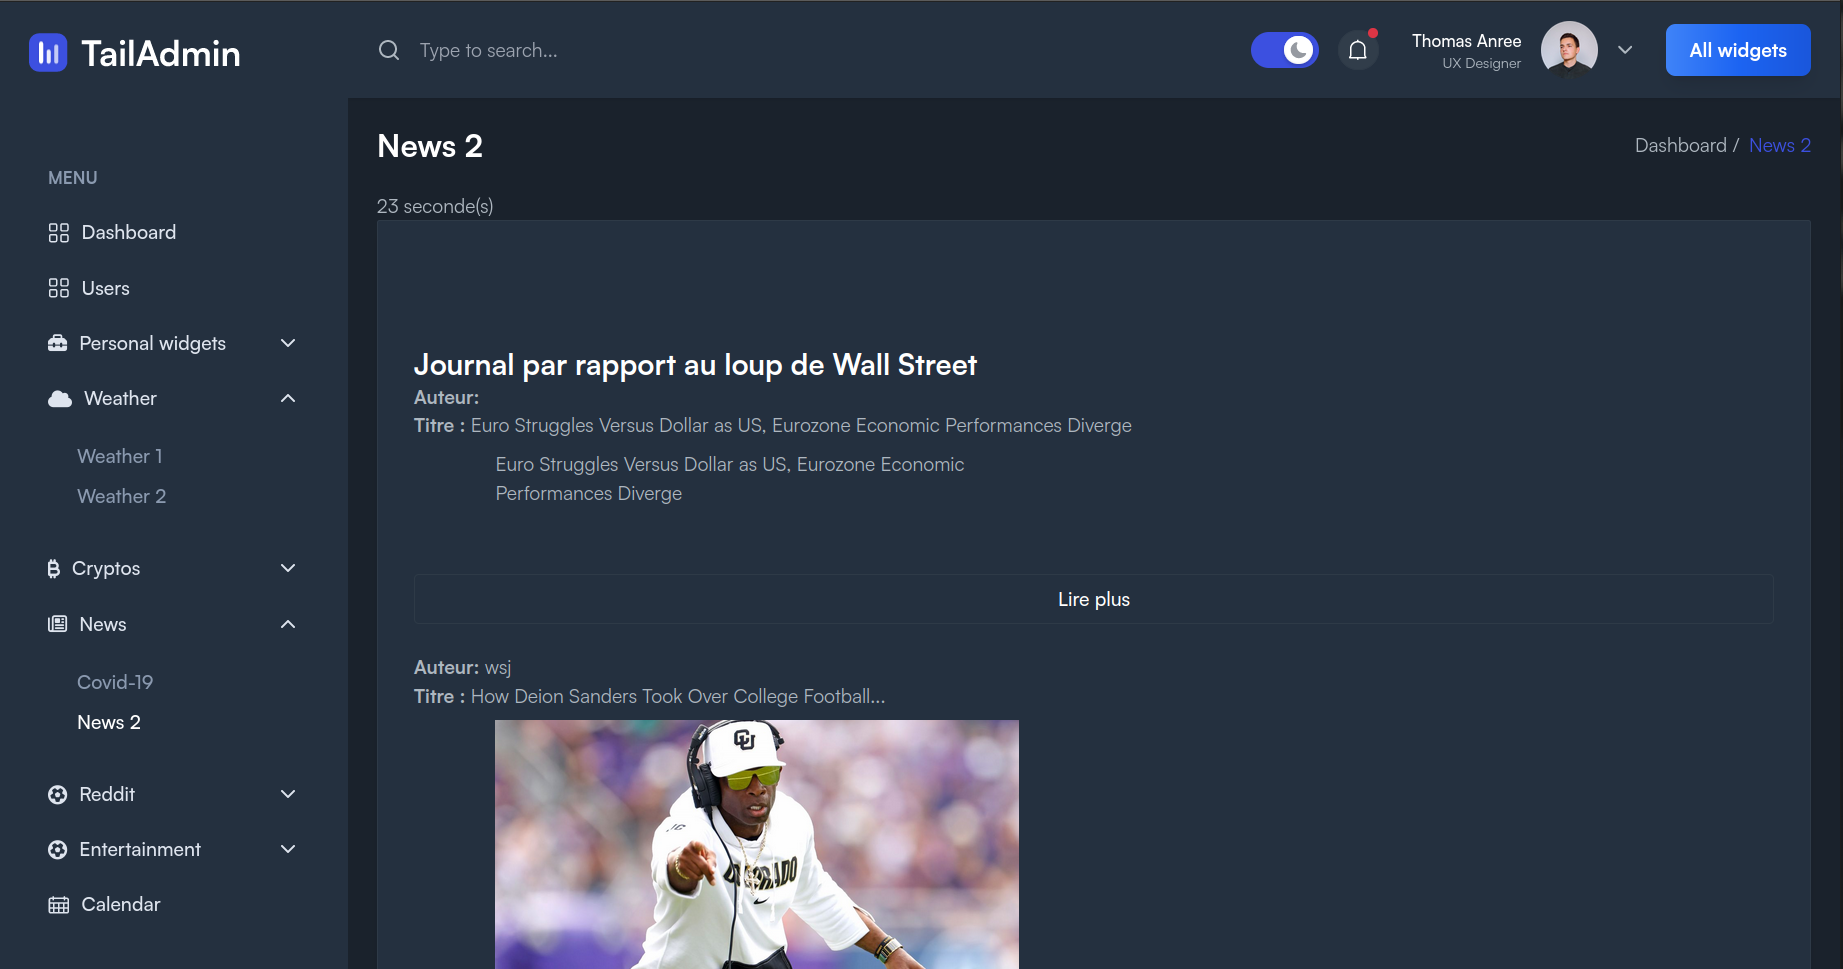 TailAdmin
Type to search...
Thomas Anree
UX Designer
All widgets
MENU
Dashboard
Users
Personal widgets
Weather
Weather 1
Weather 2
Cryptos
News
Covid-19
News 2
Reddit
Entertainment
Calendar
News 2
Dashboard / News 2
23 seconde(s)
Journal par rapport au loup de Wall Street
Auteur:
Titre : Euro Struggles Versus Dollar as US, Eurozone Economic Performances Diverge
Euro Struggles Versus Dollar as US, Eurozone Economic
Performances Diverge
Lire plus
Auteur: wsj
Titre : How Deion Sanders Took Over College Football...
CU